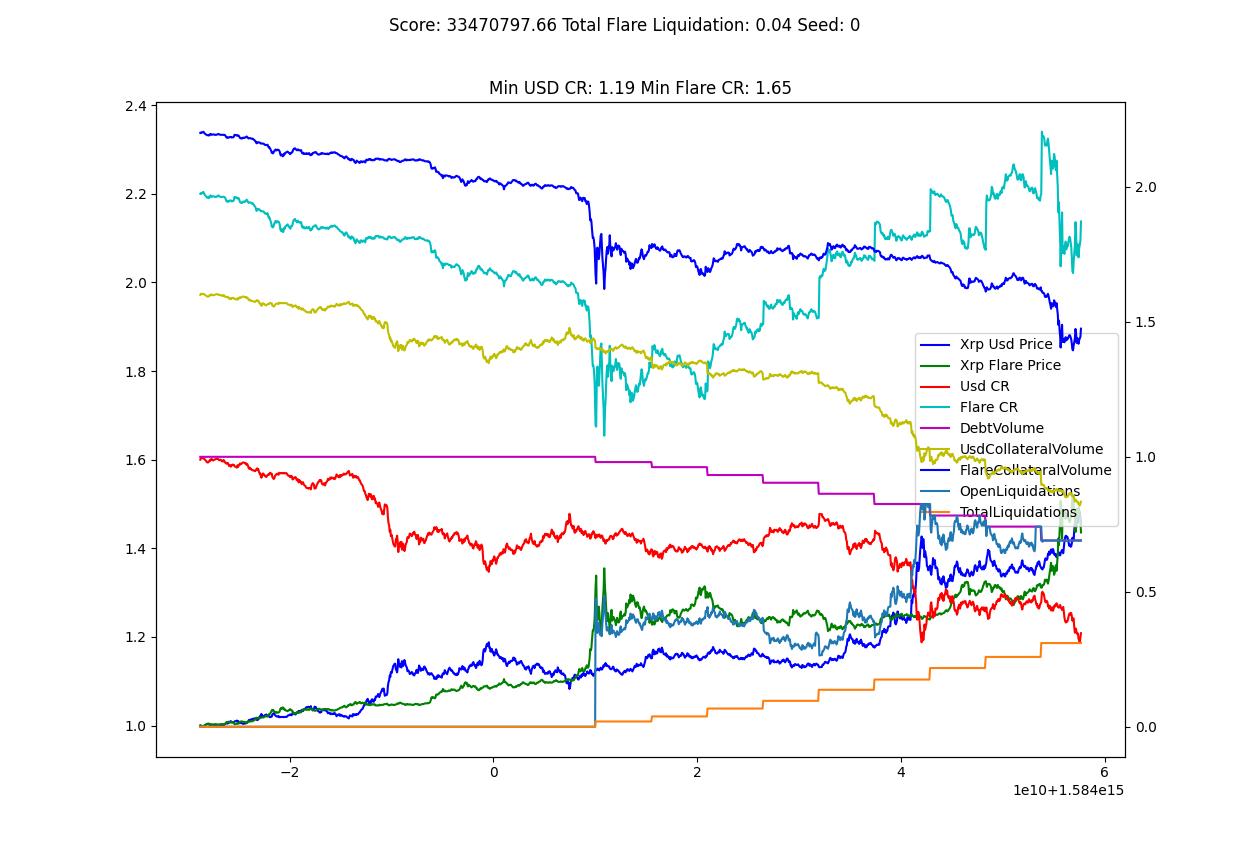 Score: 33470797.66 Total Flare Liquidation: 0.04 Seed: 0
Min USD CR: 1.19 Min Flare CR: 1.65
2.4
2.2
2.0
1.8
1.6
1.4
1.2
1.0
2.0
1.5
1.0
0.5
0.0
Xrp Usd Price
Xrp Flare Price
Usd CR
Flare CR
DebtVolume
UsdCollateralVolume
FlareCollateralVolume
OpenLiquidations
TotalLiquidations
−2
0
2
4
6
1e10+1.584e15